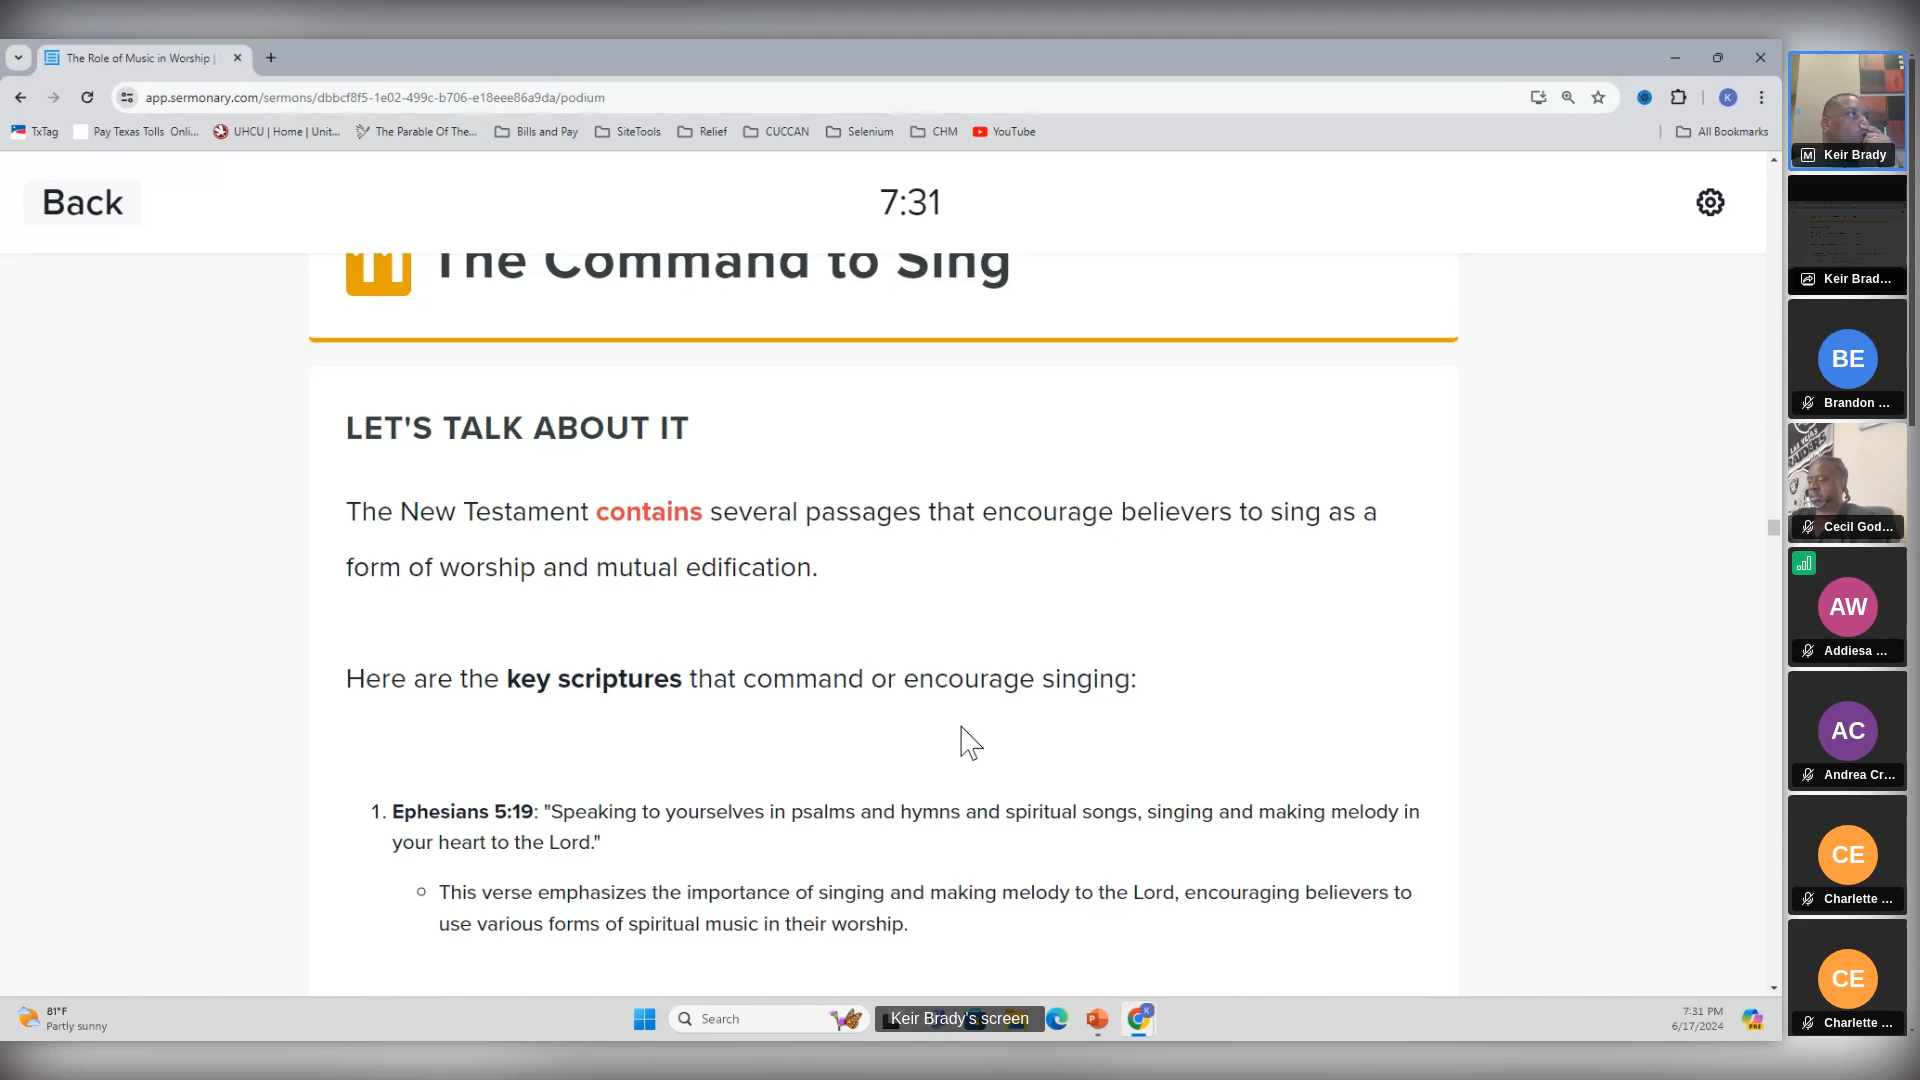 The Role of Music in Worship |
app.sermonary.com/sermons/dbbcf8f5-1e02-499c-b706-e18eee86a9da/podium
K
TxTag
Pay Texas Tolls Onli...
UHCU | Home | Unit...
The Parable Of The...
Bills and Pay
SiteTools
Relief
CUCCAN
Selenium
CHM
YouTube
All Bookmarks
Back
7:31
The Command to Sing
LET'S TALK ABOUT IT
The New Testament contains several passages that encourage believers to sing as a
form of worship and mutual edification.
Here are the key scriptures that command or encourage singing:
1. Ephesians 5:19: "Speaking to yourselves in psalms and hymns and spiritual songs, singing and making melody in
your heart to the Lord."
This verse emphasizes the importance of singing and making melody to the Lord, encouraging believers to
use various forms of spiritual music in their worship.
81°F
Partly sunny
Search
Keir Brady's screen
7:31 PM
6/17/2024
PRE
LAS VEGAS
RAIDERS
M
Keir Brady
Keir Brad...
BE
Brandon ...
Cecil God...
AW
Addiesa ...
AC
Andrea Cr...
CE
Charlette ...
CE
Charlette ...